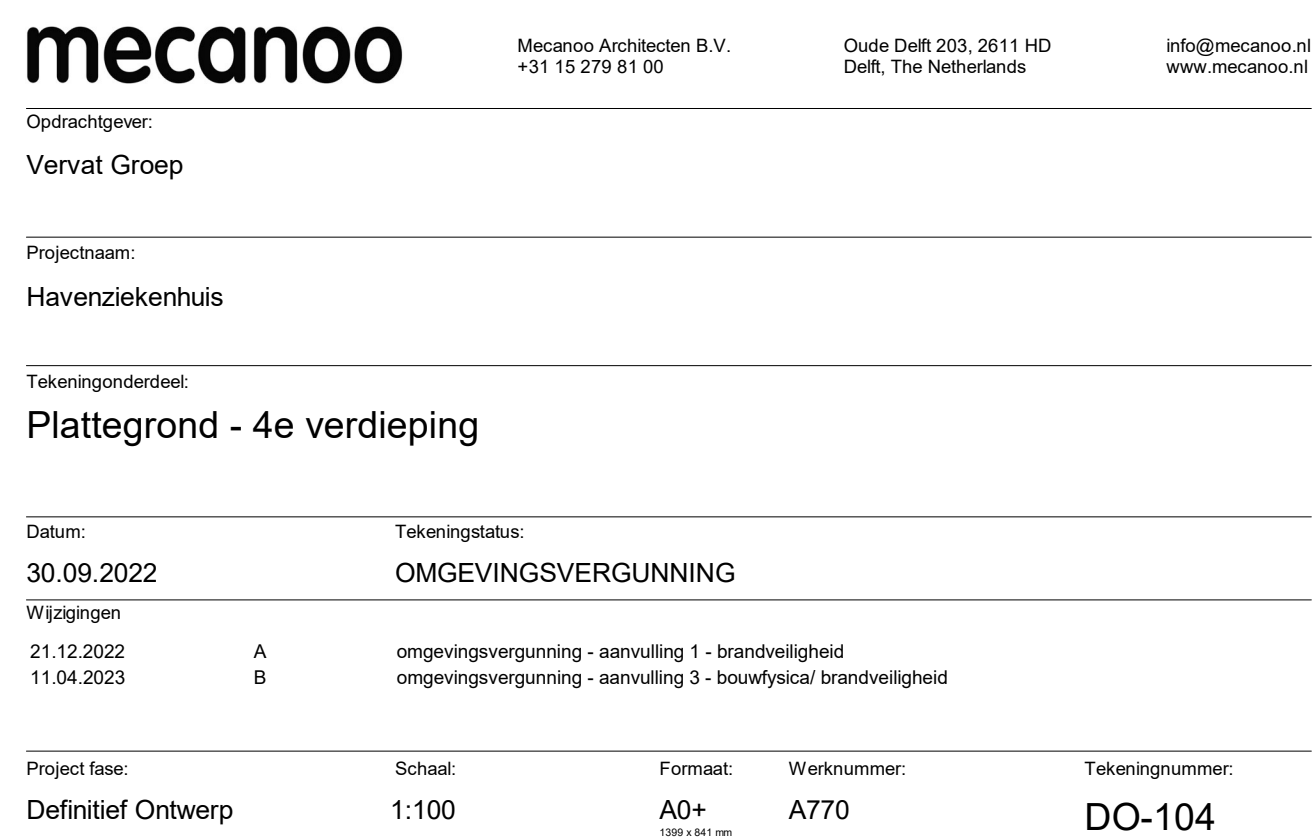 mecanoo
Mecanoo Architecten B.V. Oude Delft 203, 2611 HD info@mecanoo.nl
+31 15 279 81 00 Delft, The Netherlands www.mecanoo.nl
Opdrachtgever:
Vervat Groep
Projectnaam:
Havenziekenhuis
Tekeningonderdeel:
Plattegrond - 4e verdieping
Datum: Tekeningstatus:
30.09.2022 OMGEVINGSVERGUNNING
Wijzigingen
21.12.2022 A omgevingsvergunning - aanvulling 1 - brandveiligheid
11.04.2023 B omgevingsvergunning - aanvulling 3 - bouwfysica/ brandveiligheid
Project fase: Schaal: Formaat: Werknummer: Tekeningnummer:
Definitief Ontwerp 1:100 A0+ A770 DO-104
1399 x 841 mm